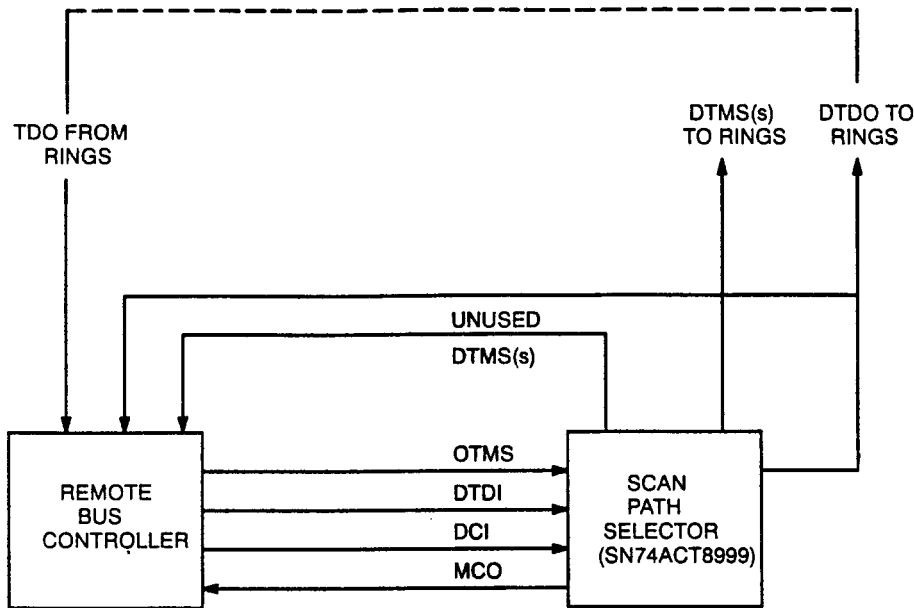 TDO FROM
RINGS
DTMS(s)
TO RINGS
DTDO TO
RINGS
UNUSED
DTMS(s)
REMOTE
BUS
CONTROLLER
OTMS
DTDI
DCI
MCO
SCAN
PATH
SELECTOR
(SN74ACT8999)